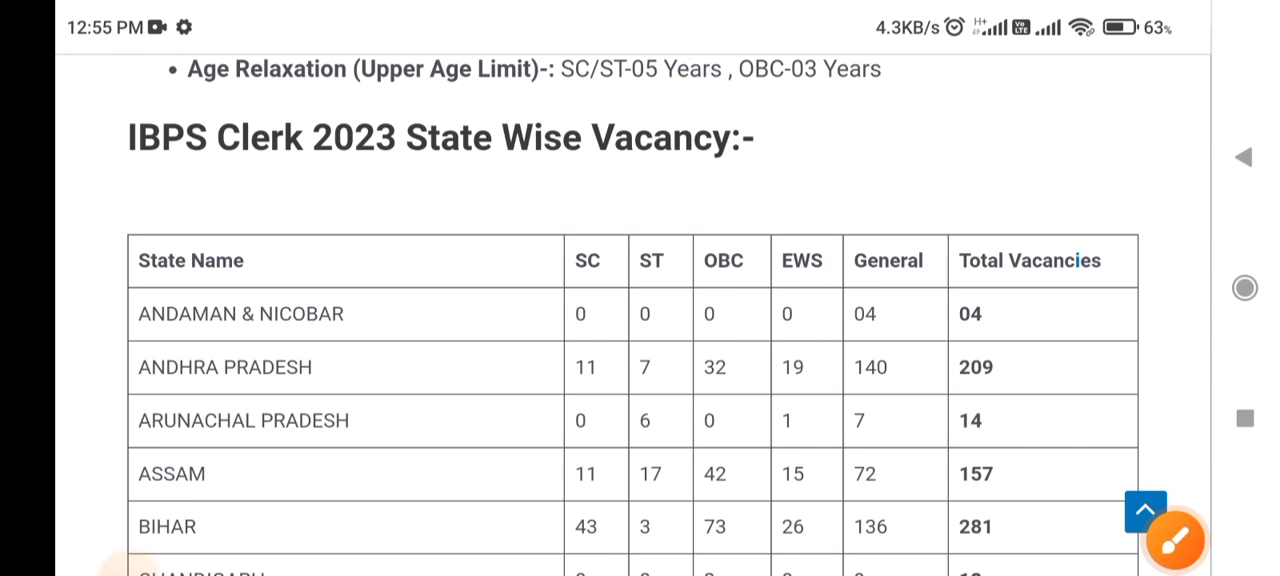 12:55 PM 4.3KB/s H+ Vo LTE 63%
• Age Relaxation (Upper Age Limit)-: SC/ST-05 Years , OBC-03 Years
IBPS Clerk 2023 State Wise Vacancy:-
State Name SC ST OBC EWS General Total Vacancies
ANDAMAN & NICOBAR 0 0 0 0 04 04
ANDHRA PRADESH 11 7 32 19 140 209
ARUNACHAL PRADESH 0 6 0 1 7 14
ASSAM 11 17 42 15 72 157
BIHAR 43 3 73 26 136 281